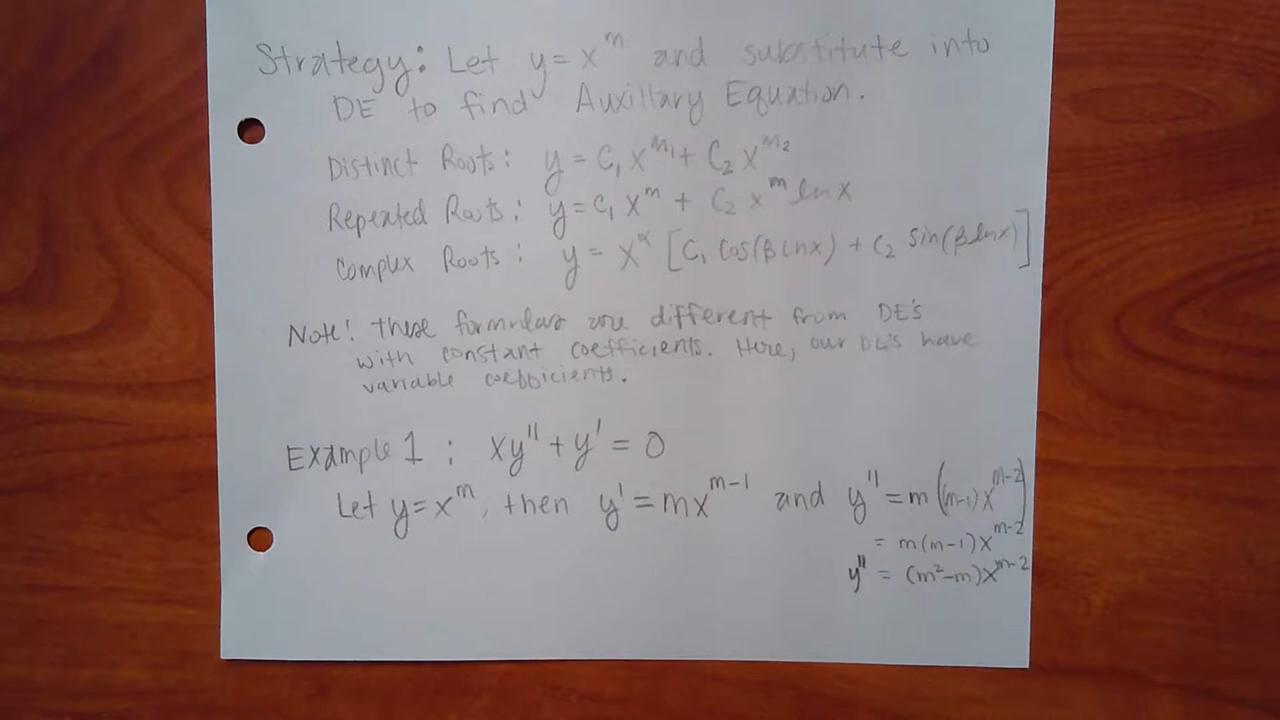 Strategy: Let y = x^m and substitute into
DE to find Auxillary Equation.
Distinct Roots: y = C₁ x^m₁ + C₂ x^m₂
Repeated Roots: y = C₁ x^m + C₂ x^m ln x
Complex Roots: y = x^α [C₁ cos(β ln x) + C₂ sin(β ln x)]
Note! These formulas are different from DE's
with constant coefficients. Here, our DE's have
variable coefficients.
Example 1: xy'' + y' = 0
Let y = x^m, then y' = mx^(m-1) and y'' = m((m-1)x^(m-2))
= m(m-1)x^(m-2)
y'' = (m²-m)x^(m-2)